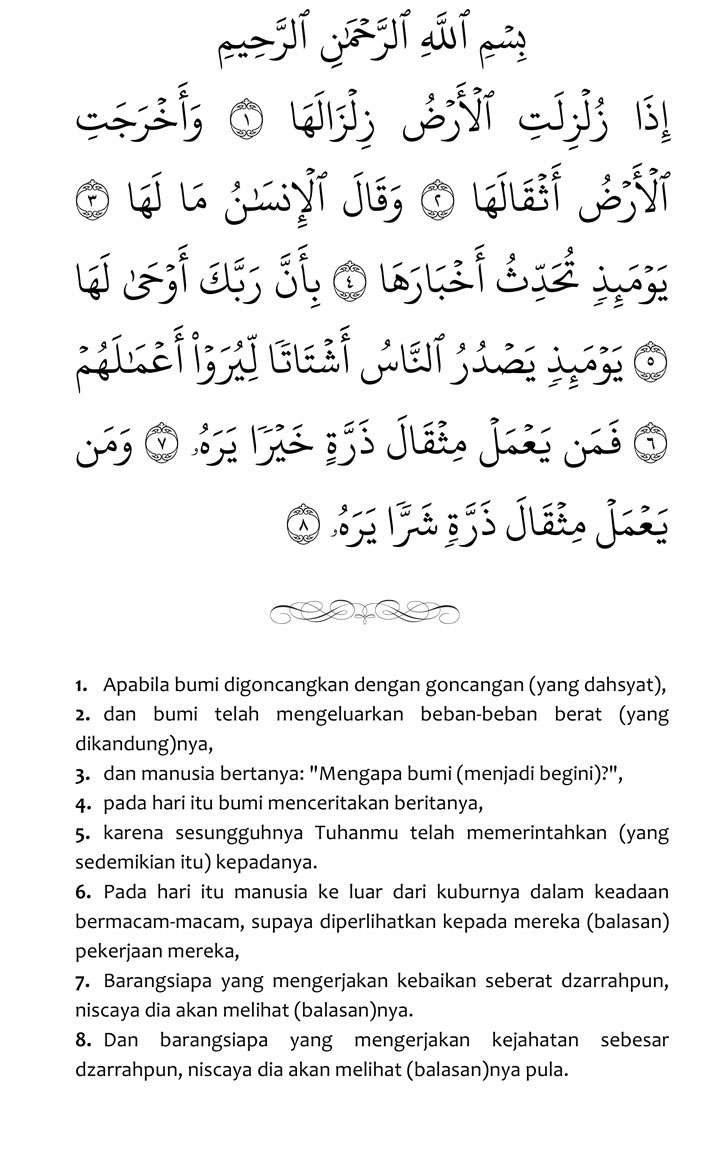 بِسْمِ ٱللَّهِ ٱلرَّحْمَٰنِ ٱلرَّحِيمِ
إِذَا زُلْزِلَتِ ٱلْأَرْضُ زِلْزَالَهَا ١ وَأَخْرَجَتِ
ٱلْأَرْضُ أَثْقَالَهَا ٢ وَقَالَ ٱلْإِنسَٰنُ مَا لَهَا ٣
يَوْمَئِذٍ تُحَدِّثُ أَخْبَارَهَا ٤ بِأَنَّ رَبَّكَ أَوْحَىٰ لَهَا
٥ يَوْمَئِذٍ يَصْدُرُ ٱلنَّاسُ أَشْتَاتًا لِّيُرَوْا۟ أَعْمَٰلَهُمْ
٦ فَمَن يَعْمَلْ مِثْقَالَ ذَرَّةٍ خَيْرًا يَرَهُۥ ٧ وَمَن
يَعْمَلْ مِثْقَالَ ذَرَّةٍ شَرًّا يَرَهُۥ ٨
1. Apabila bumi digoncangkan dengan goncangan (yang dahsyat),
2. dan bumi telah mengeluarkan beban-beban berat (yang
dikandung)nya,
3. dan manusia bertanya: "Mengapa bumi (menjadi begini)?",
4. pada hari itu bumi menceritakan beritanya,
5. karena sesungguhnya Tuhanmu telah memerintahkan (yang
sedemikian itu) kepadanya.
6. Pada hari itu manusia ke luar dari kuburnya dalam keadaan
bermacam-macam, supaya diperlihatkan kepada mereka (balasan)
pekerjaan mereka,
7. Barangsiapa yang mengerjakan kebaikan seberat dzarrahpun,
niscaya dia akan melihat (balasan)nya.
8. Dan barangsiapa yang mengerjakan kejahatan sebesar
dzarrahpun, niscaya dia akan melihat (balasan)nya pula.